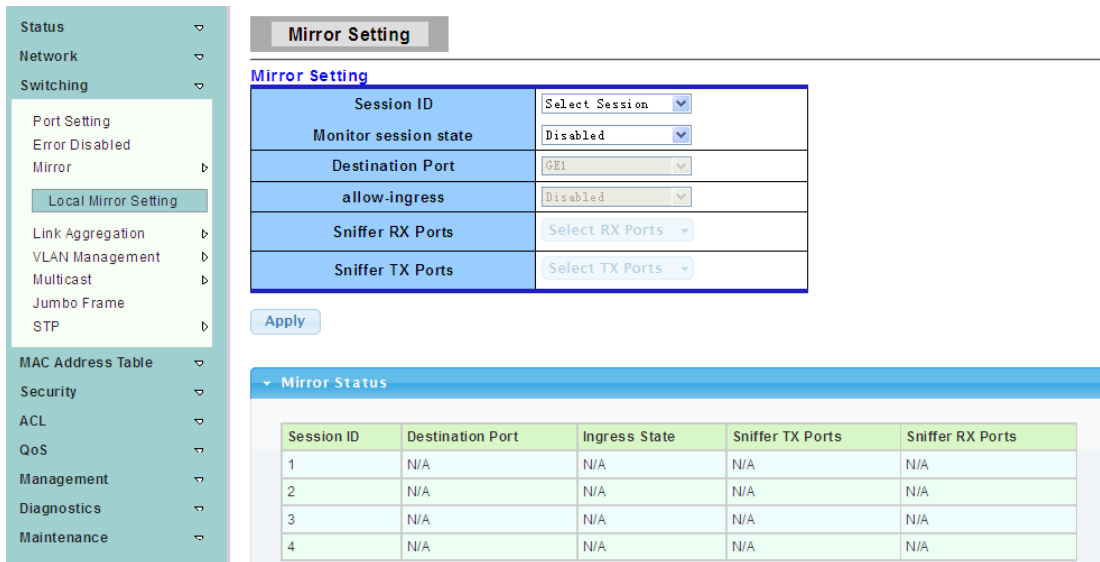 Status
Network
Switching
Port Setting
Error Disabled
Mirror
Local Mirror Setting
Link Aggregation
VLAN Management
Multicast
Jumbo Frame
STP
MAC Address Table
Security
ACL
QoS
Management
Diagnostics
Maintenance
Mirror Setting
Mirror Setting
Session ID Select Session
Monitor session state Disabled
Destination Port GE1
allow-ingress Disabled
Sniffer RX Ports Select RX Ports
Sniffer TX Ports Select TX Ports
Apply
Mirror Status
Session ID Destination Port Ingress State Sniffer TX Ports Sniffer RX Ports
1 N/A N/A N/A N/A
2 N/A N/A N/A N/A
3 N/A N/A N/A N/A
4 N/A N/A N/A N/A